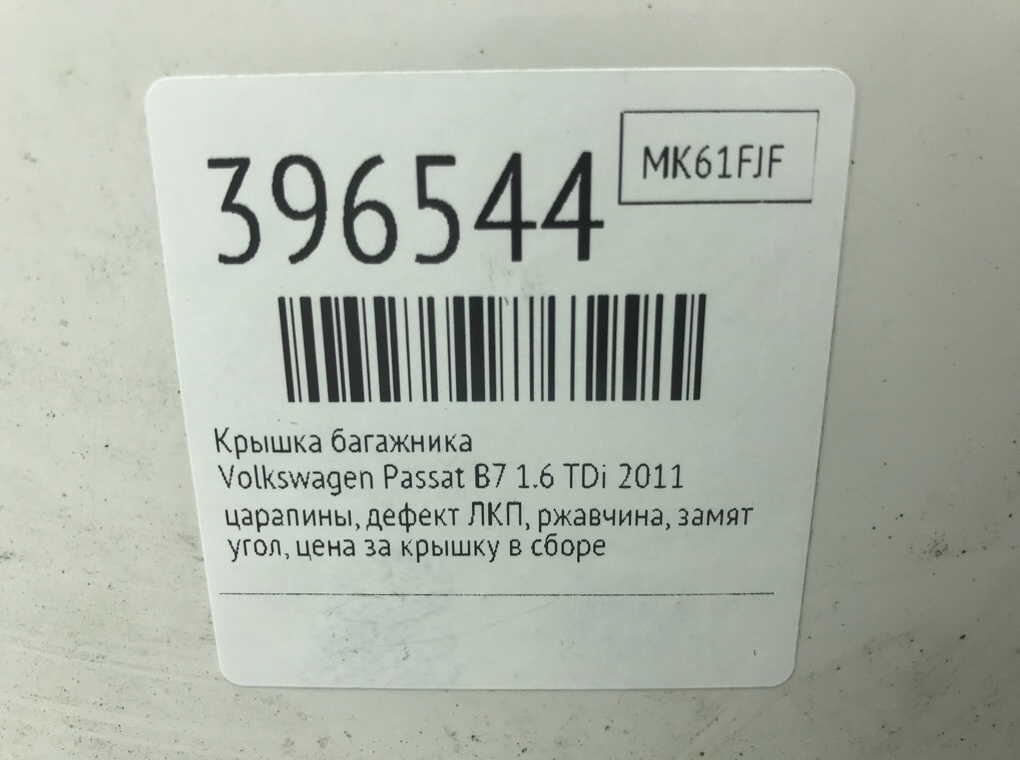 396544
MK61FJF
Крышка багажника
Volkswagen Passat B7 1.6 TDi 2011
царапины, дефект ЛКП, ржавчина, замят
угол, цена за крышку в сборе